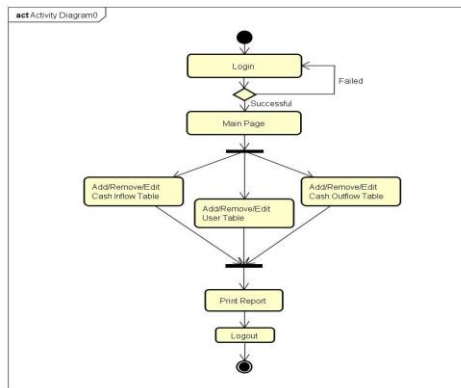 act Activity Diagram0
Login
Failed
Successful
Main Page
Add/Remove/Edit
Cash Inflow Table
Add/Remove/Edit
User Table
Add/Remove/Edit
Cash Outflow Table
Print Report
Logout